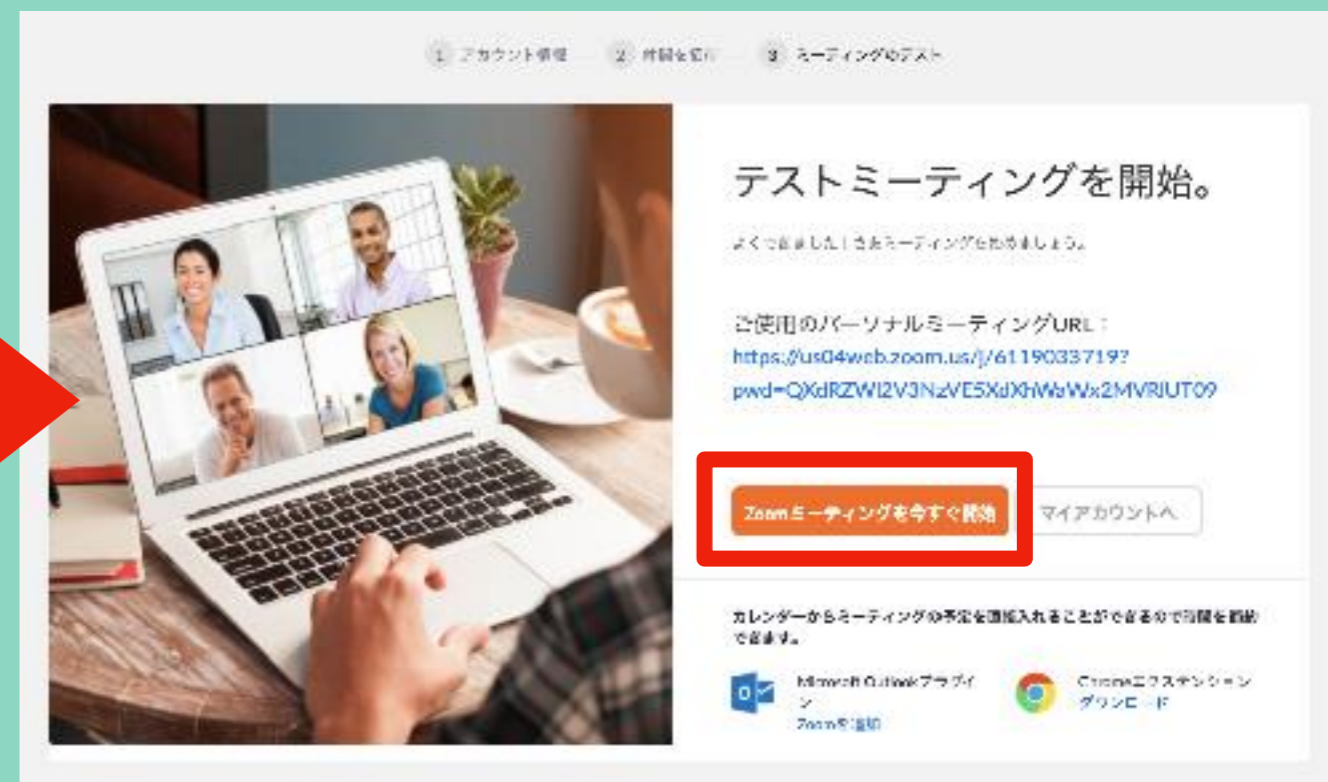 1 アカウント情報 2 仲間を招待 3 ミーティングのテスト
テストミーティングを開始。
よくできました！さあミーティングを始めましょう。
ご使用のパーソナルミーティングURL：
https://us04web.zoom.us/j/6119033719?
Zoomミーティングを今すぐ開始 マイアカウントへ
カレンダーからミーティングの予定を直接入れることができるので時間を節約
できます。
Microsoft Outlookプラグイ
ン
Zoomを追加
Chromeエクステンション
ダウンロード